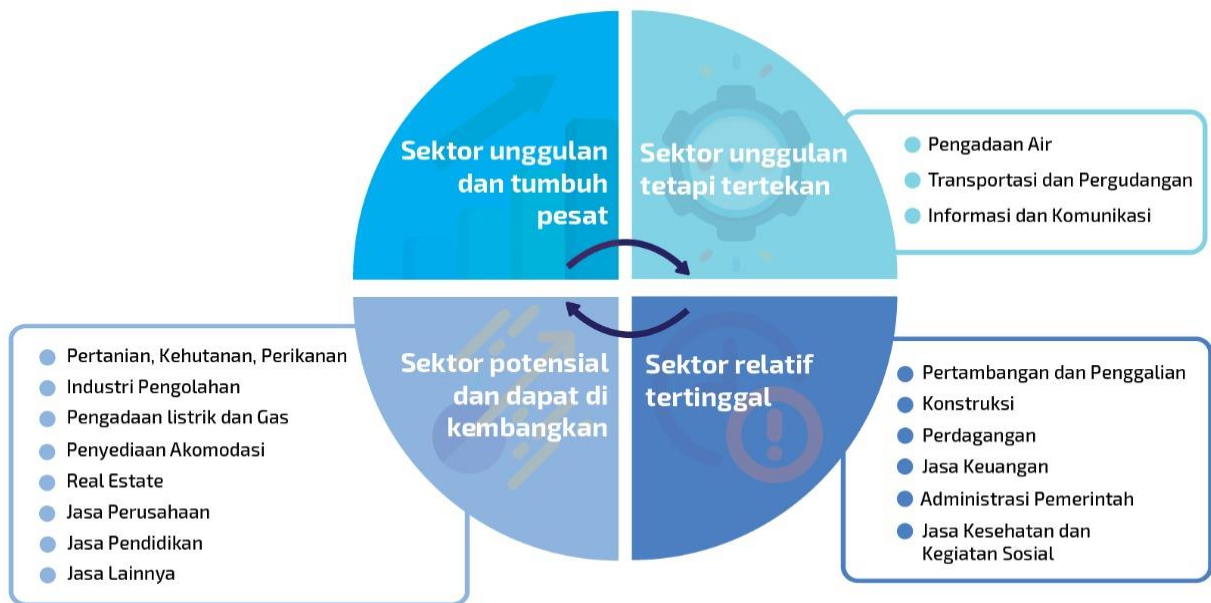 Sektor unggulan
dan tumbuh
pesat
Sektor unggulan
tetapi tertekan
Pengadaan Air
Transportasi dan Pergudangan
Informasi dan Komunikasi
Sektor potensial
dan dapat di
kembangkan
Pertanian, Kehutanan, Perikanan
Industri Pengolahan
Pengadaan listrik dan Gas
Penyediaan Akomodasi
Real Estate
Jasa Perusahaan
Jasa Pendidikan
Jasa Lainnya
Sektor relatif
tertinggal
Pertambangan dan Penggalian
Konstruksi
Perdagangan
Jasa Keuangan
Administrasi Pemerintah
Jasa Kesehatan dan
Kegiatan Sosial